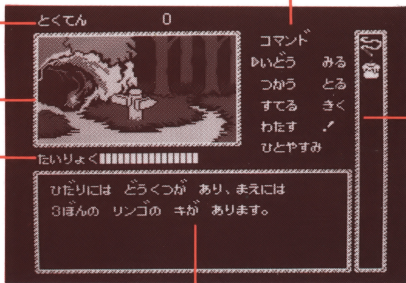 とくてん 0
コマンド
▷いどう みる
つかう とる
すてる きく
わたす !
ひとやすみ
たいりょく
ひだりには どうくつが あり、まえには
3ぼんの リンゴの キが あります。